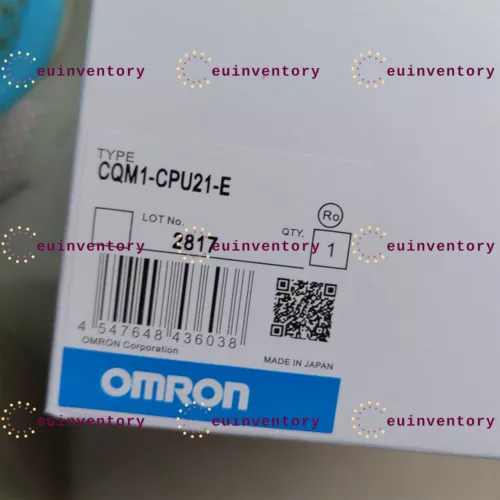 euinventory euinventory euinventory
TYPE
CQM1-CPU21-E
Ro
LOT No. 2817 QTY. 1
euinventory euinventory euinventory
4 547648 436038
OMRON Corporation
MADE IN JAPAN
OMRON
euinventory euinventory euinventory